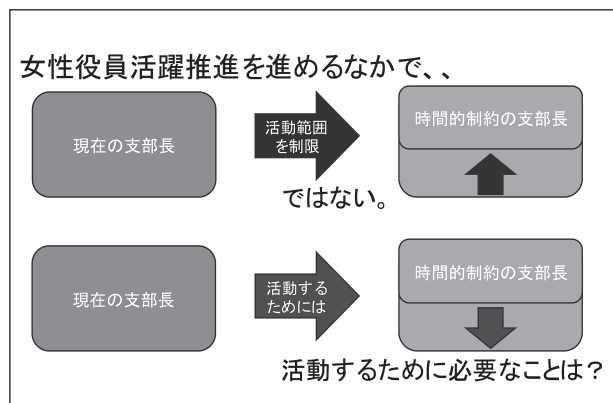 女性役員活躍推進を進めるなかで、、
現在の支部長
活動範囲
を制限
時間的制約の支部長
ではない。
現在の支部長
活動する
ためには
時間的制約の支部長
活動するために必要なことは？